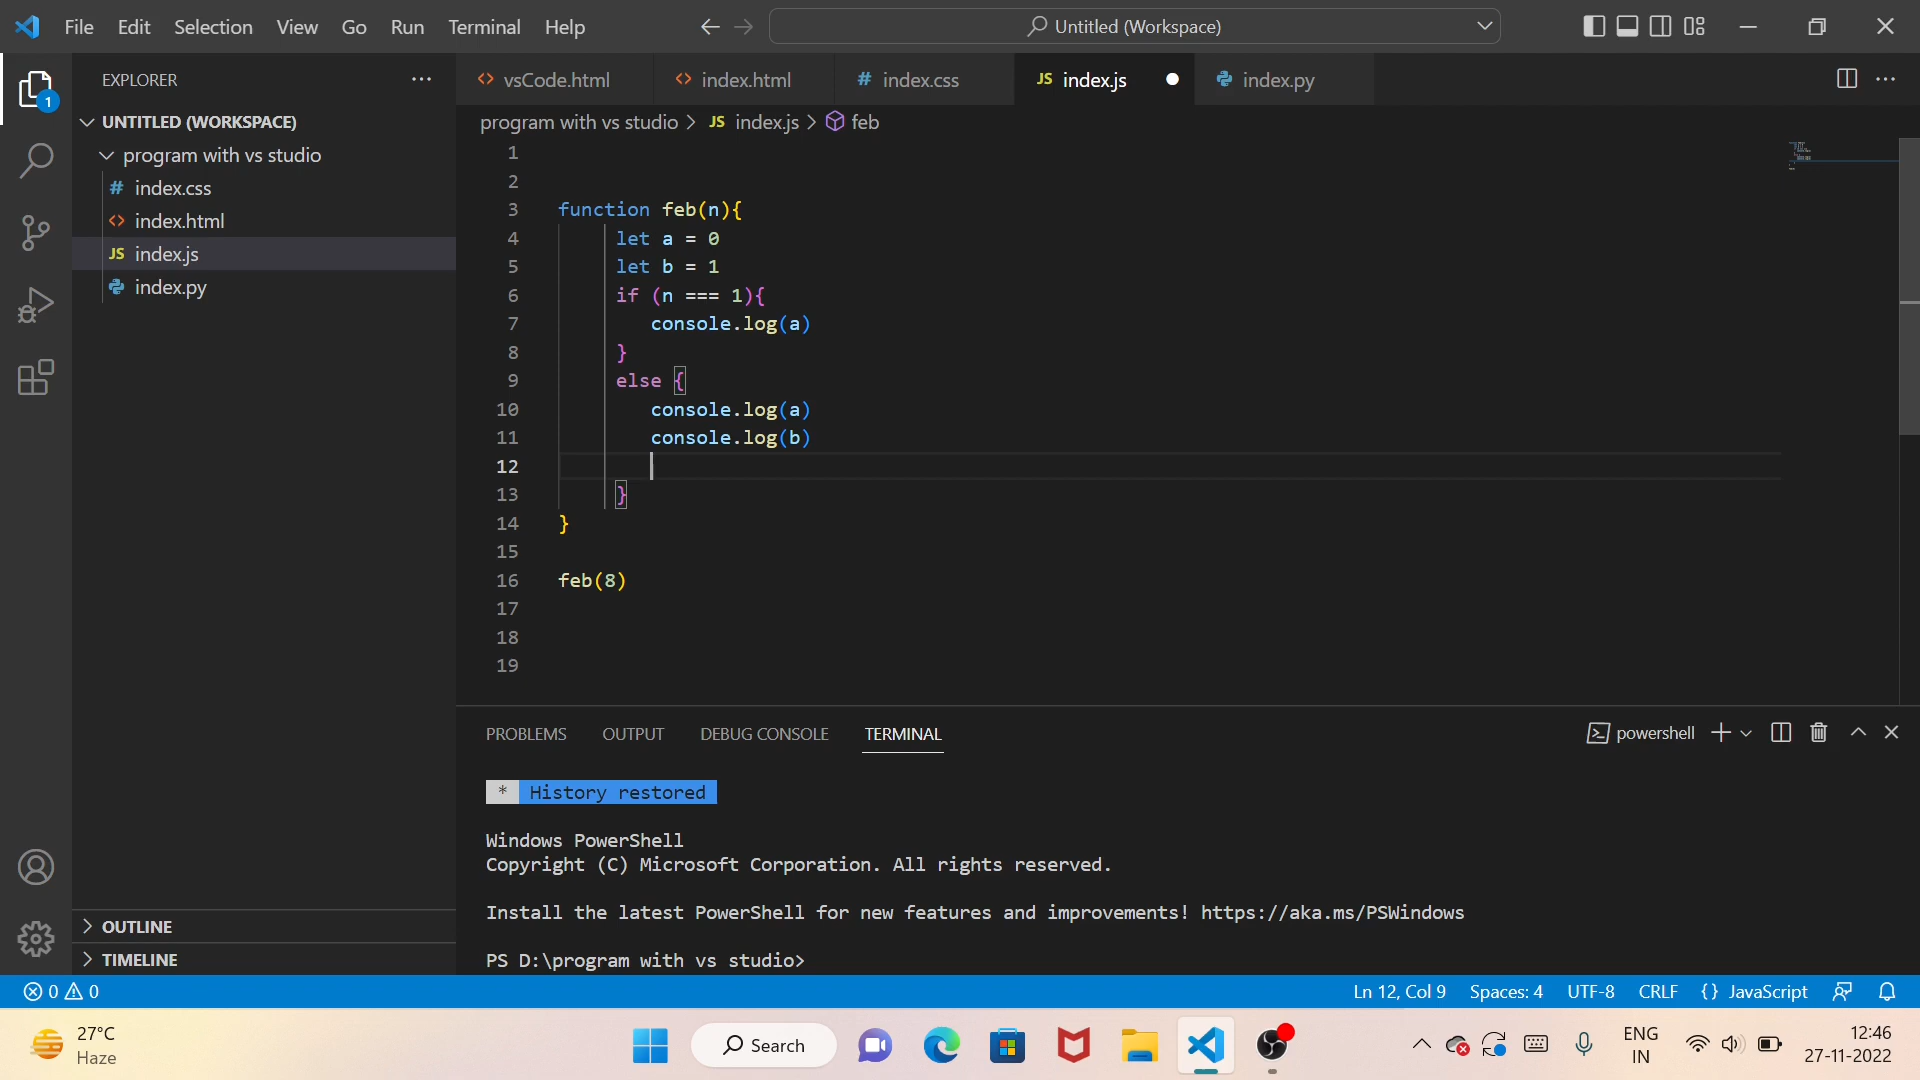 File Edit Selection View Go Run Terminal Help
Untitled (Workspace)
EXPLORER
1
vsCode.html
index.html
index.css
JS index.js
index.py
UNTITLED (WORKSPACE)
program with vs studio
# index.css
<> index.html
JS index.js
index.py
program with vs studio > JS index.js > feb
1
2
3 function feb(n){
4 let a = 0
5 let b = 1
6 if (n === 1){
7 console.log(a)
8 }
9 else {
10 console.log(a)
11 console.log(b)
12
13 }
14 }
15
16 feb(8)
17
18
19
PROBLEMS OUTPUT DEBUG CONSOLE TERMINAL
powershell
* History restored
Windows PowerShell
Copyright (C) Microsoft Corporation. All rights reserved.
Install the latest PowerShell for new features and improvements! https://aka.ms/PSWindows
PS D:\program with vs studio>
OUTLINE
TIMELINE
0 0
Ln 12, Col 9 Spaces: 4 UTF-8 CRLF {} JavaScript
27°C
Haze
Search
ENG
IN
12:46
27-11-2022